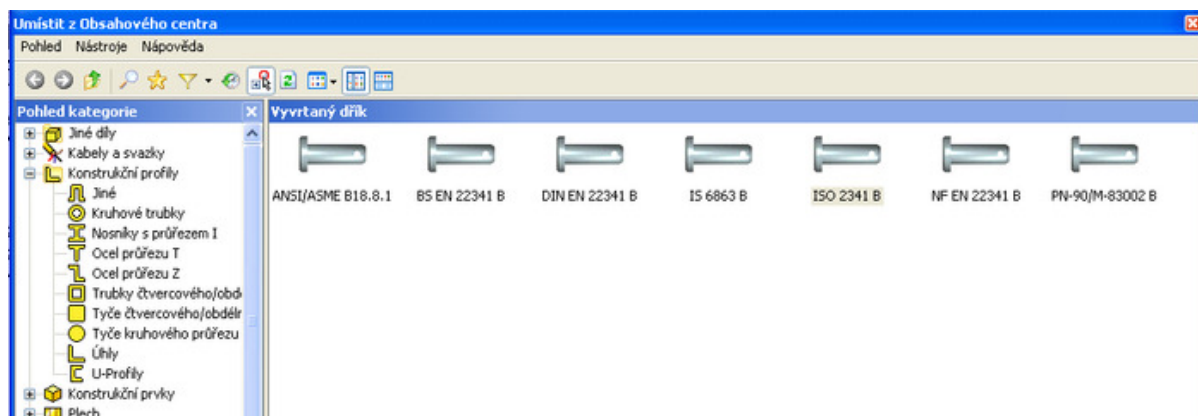 Umístit z Obsahového centra
Pohled Nástroje Nápověda
Pohled kategorie
Vyvrtaný dřík
Jiné díly
Kabely a svazky
Konstrukční profily
Jiné
Kruhové trubky
Nosníky s průřezem I
Ocel průřezu T
Ocel průřezu Z
Trubky čtvercového/obd
Tyče čtvercového/obdélr
Tyče kruhového průřezu
Úhly
U-Profily
Konstrukční prvky
Plech
ANSI/ASME B18.8.1 BS EN 22341 B DIN EN 22341 B IS 6863 B ISO 2341 B NF EN 22341 B PN-90/M-83002 B